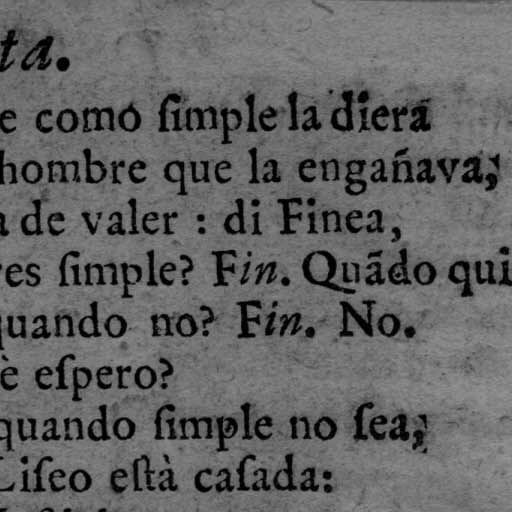 ta.
e como ſimple la diera
hombre que la engañava,
a de valer : di Finea,
res ſimple? Fin. Quãdo qui
quando no? Fin. No.
è eſpero?
quando ſimple no ſea,
Liſeo eſtà caſada: